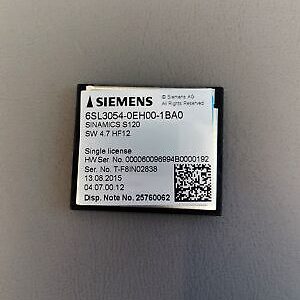 SIEMENS
© Siemens AG
All Rights Reserved
6SL3054-0EH00-1BA0
SINAMICS S120
SW 4.7 HF12
Single license
HW Ser. No. 000060096994B0000192
Ser. No. T-F8IN02838
13.08.2015
04.07.00.12
Disp. Note No. 25760062